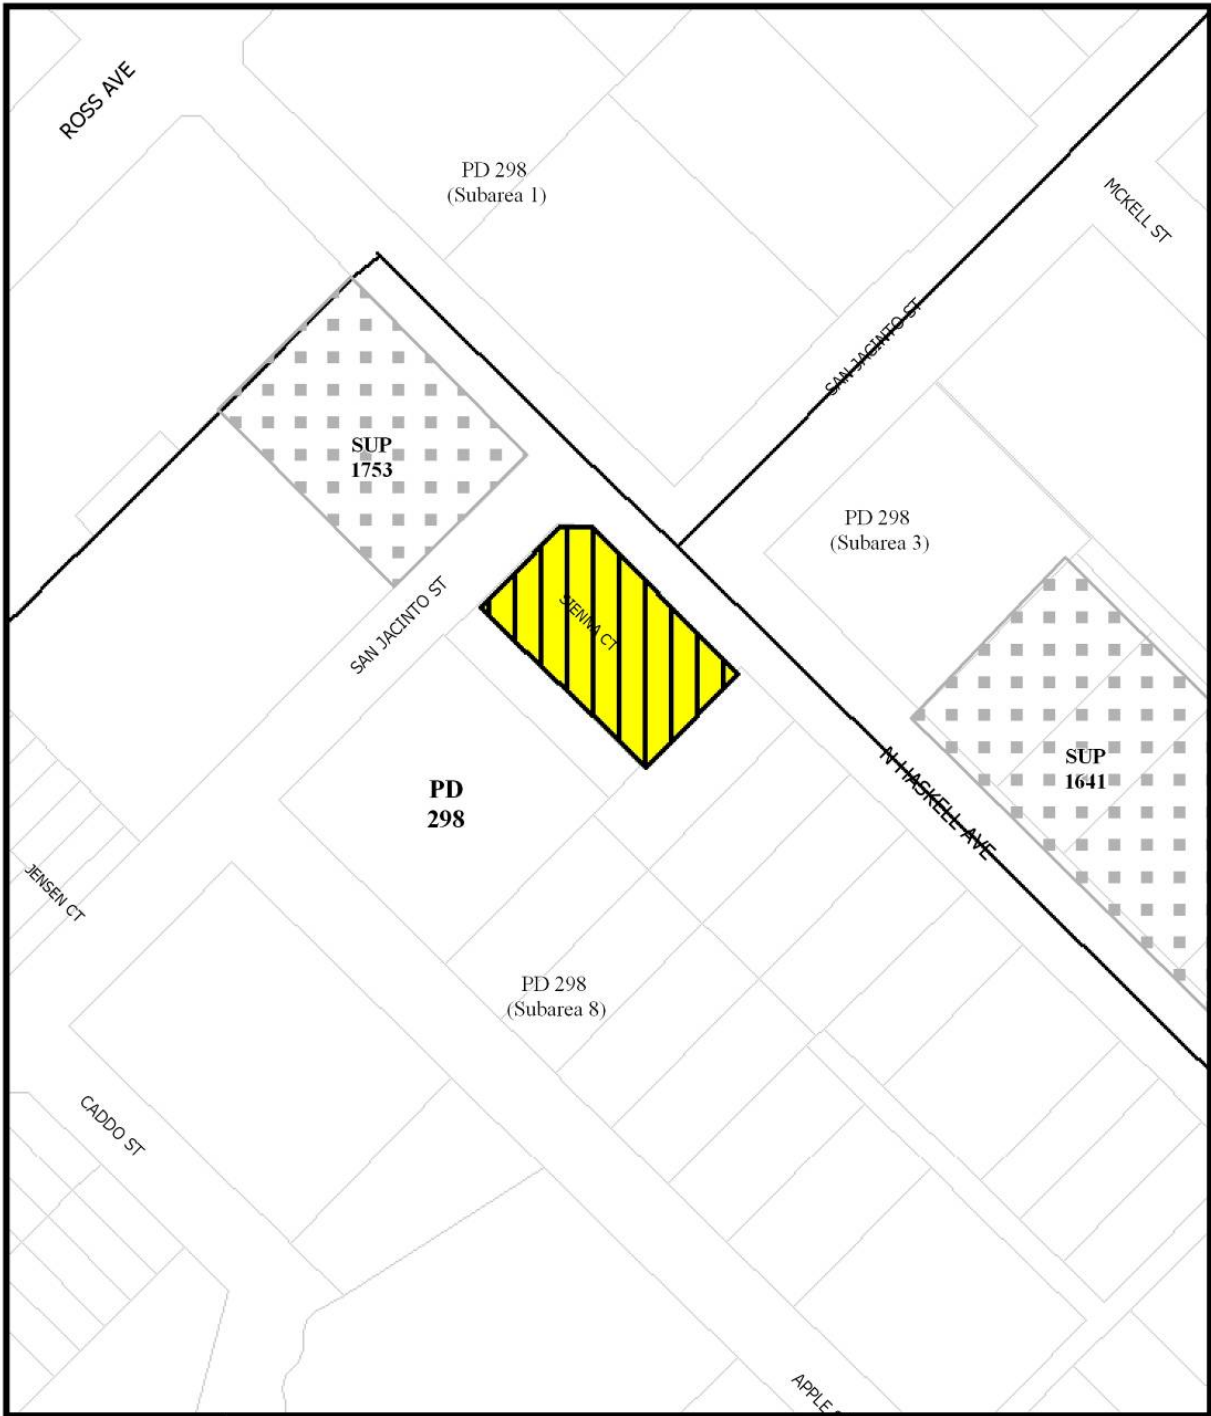 ROSS AVE
PD 298
(Subarea 1)
MCKELL ST
SAN JACINTO ST
SUP
1753
PD 298
(Subarea 3)
SIENNA CT
SAN JACINTO ST
SUP
1641
PD
298
N HASKELL AVE
JENSEN CT
PD 298
(Subarea 8)
CADDO ST
APPLE